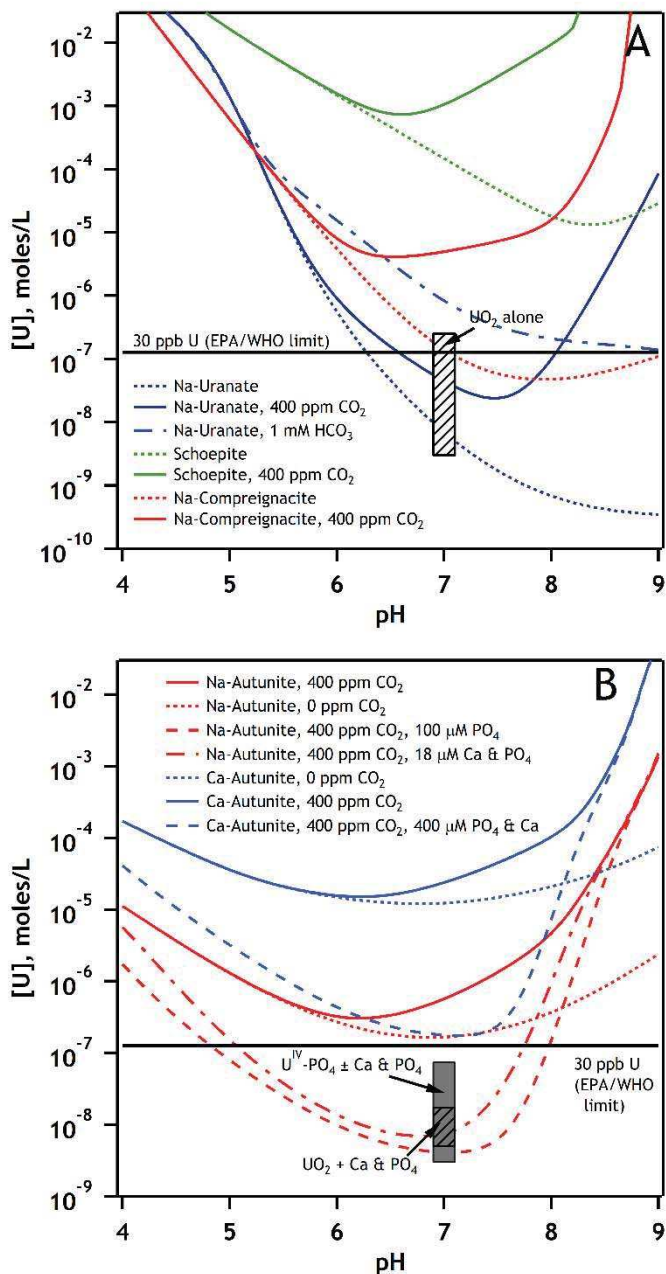 A
10-2
10-3
10-4
10-5
10-6
10-7
10-8
10-9
10-10
[U], moles/L
UO2 alone
30 ppb U (EPA/WHO limit)
Na-Uranate
Na-Uranate, 400 ppm CO2
Na-Uranate, 1 mM HCO3
Schoepite
Schoepite, 400 ppm CO2
Na-Compreignacite
Na-Compreignacite, 400 ppm CO2
4 5 6 7 8 9
pH
B
10-2
10-3
10-4
10-5
10-6
10-7
10-8
10-9
[U], moles/L
Na-Autunite, 400 ppm CO2
Na-Autunite, 0 ppm CO2
Na-Autunite, 400 ppm CO2, 100 μM PO4
Na-Autunite, 400 ppm CO2, 18 μM Ca & PO4
Ca-Autunite, 0 ppm CO2
Ca-Autunite, 400 ppm CO2
Ca-Autunite, 400 ppm CO2, 400 μM PO4 & Ca
UIV-PO4 ± Ca & PO4
30 ppb U
(EPA/WHO
limit)
UO2 + Ca & PO4
4 5 6 7 8 9
pH